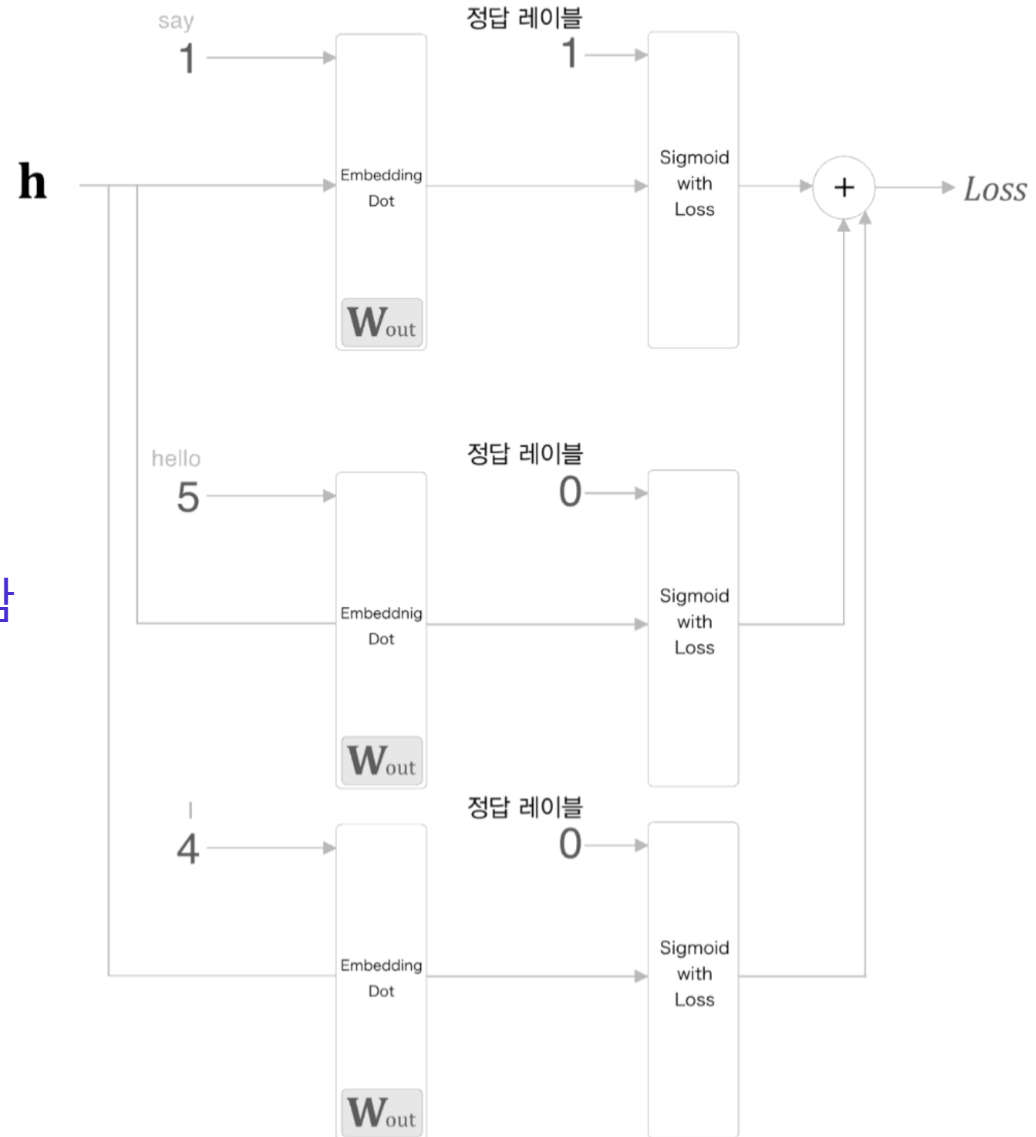 say
1
정답 레이블
1
h
Embedding
Dot
Sigmoid
with
Loss
+
Loss
Wout
hello
5
정답 레이블
0
Embeddnig
Dot
Sigmoid
with
Loss
Wout
I
4
정답 레이블
0
Embedding
Dot
Sigmoid
with
Loss
Wout